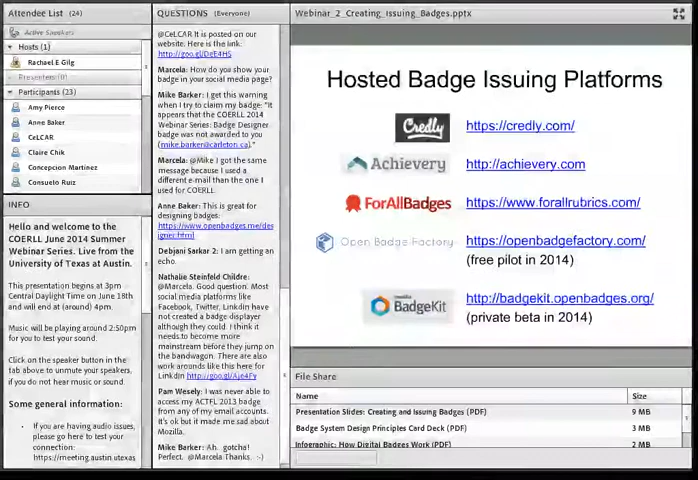 Attendee List (24)
Active Speakers
Hosts (1)
Rachael E Gilg
Presenters (0)
Participants (23)
Amy Pierce
Anne Baker
CeLCAR
Claire Chik
Concepcion Martinez
Consuelo Ruiz
INFO
Hello and welcome to the
COERLL June 2014 Summer
Webinar Series. Live from the
University of Texas at Austin.
This presentation begins at 3pm
Central Daylight Time on June 18th
and will end at (around) 4pm.
Music will be playing around 2:50pm
for you to test your sound.
Click on the speaker button in the
tab above to unmute your speakers,
if you do not hear music or sound.
Some general information:
• If you are having audio issues,
please go here to test your
connection:
https://meeting.austin.utexas
QUESTIONS (Everyone)
@CeLCAR It is posted on our
website. Here is the link:
http://goo.gl/UDeE4HS
Marcela: How do you show your
badge in your social media page?
Mike Barker: I get this warning
when I try to claim my badge: "It
appears that the COERLL 2014
Webinar Series: Badge Designer
badge was not awarded to you
(mike.barker@carleton.ca)."
Marcela: @Mike I got the same
message because I used a
different e-mail than the one I
used for COERLL
Anne Baker: This is great for
designing badges:
https://www.openbadges.me/des
igner.html
Debjani Sarkar 2: I am getting an
echo.
Nathalie Steinfeld Childre:
@Marcela. Good question. Most
social media platforms like
Facebook, Twitter, Linkdin have
not created a badge displayer
although they could. I think it
needs to become more
mainstream before they jump on
the bandwagon. There are also
work arounds like this here for
Linkdin http://goo.gl/Aje4Fy
Pam Wesely: I was never able to
access my ACTFL 2013 badge
from any of my email accounts.
It's ok but it made me sad about
Mozilla.
Mike Barker: Ah. gotcha!
Perfect. @Marcela Thanks. :-)
Webinar_2_Creating_Issuing_Badges.pptx
Hosted Badge Issuing Platforms
Credly https://credly.com/
Achievery http://achievery.com
ForAllBadges https://www.forallrubrics.com/
Open Badge Factory https://openbadgefactory.com/
(free pilot in 2014)
BadgeKit http://badgekit.openbadges.org/
(private beta in 2014)
File Share
Name Size
Presentation Slides: Creating and Issuing Badges (PDF) 9 MB
Badge System Design Principles Card Deck (PDF) 3 MB
Infographic: How Digital Badges Work (PDF) 2 MB